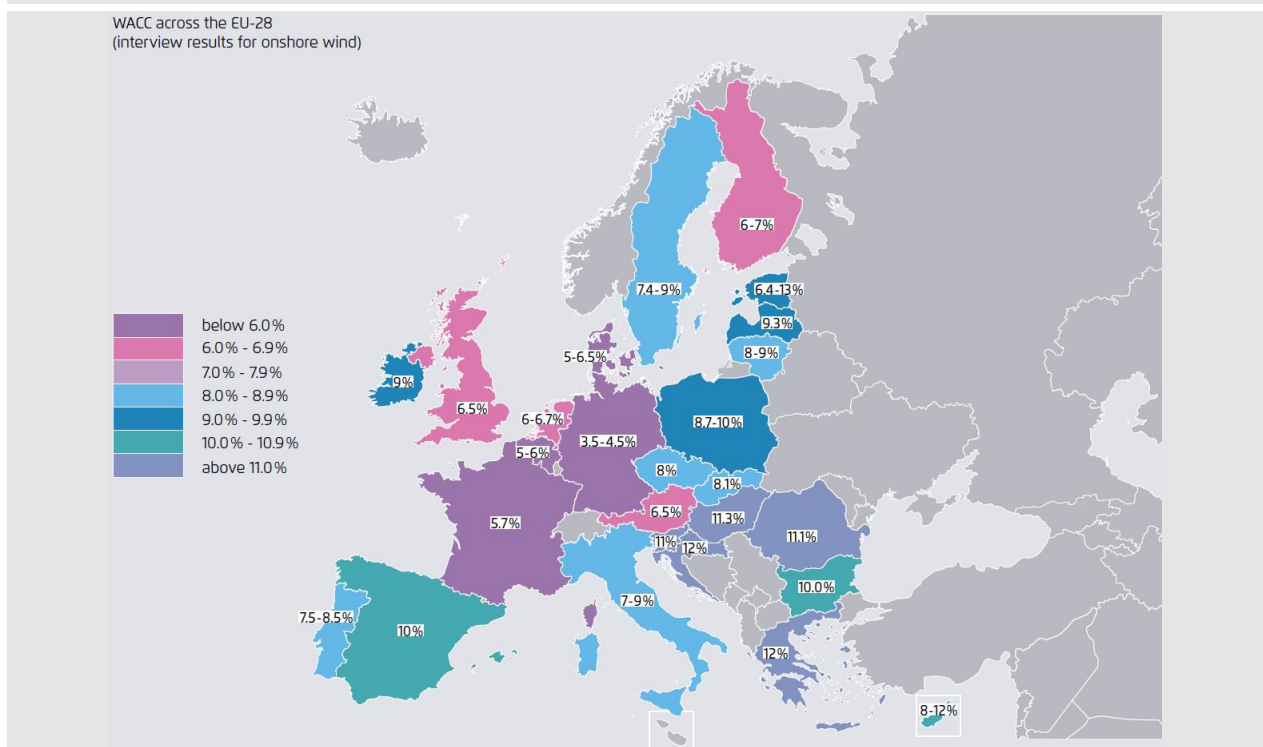 WACC across the EU-28
(interview results for onshore wind)
6-7%
7.4-9%
6.4-13%
9.3%
8-9%
5-6.5%
below 6.0%
6.0% - 6.9%
7.0% - 7.9%
8.0% - 8.9%
9.0% - 9.9%
10.0% - 10.9%
above 11.0%
9%
6.5%
6-6.7%
3.5-4.5%
8.7-10%
5-6%
8%
8.1%
5.7%
6.5%
11.3%
11%
12%
11.1%
10.0%
7-9%
7.5-8.5%
10%
12%
8-12%